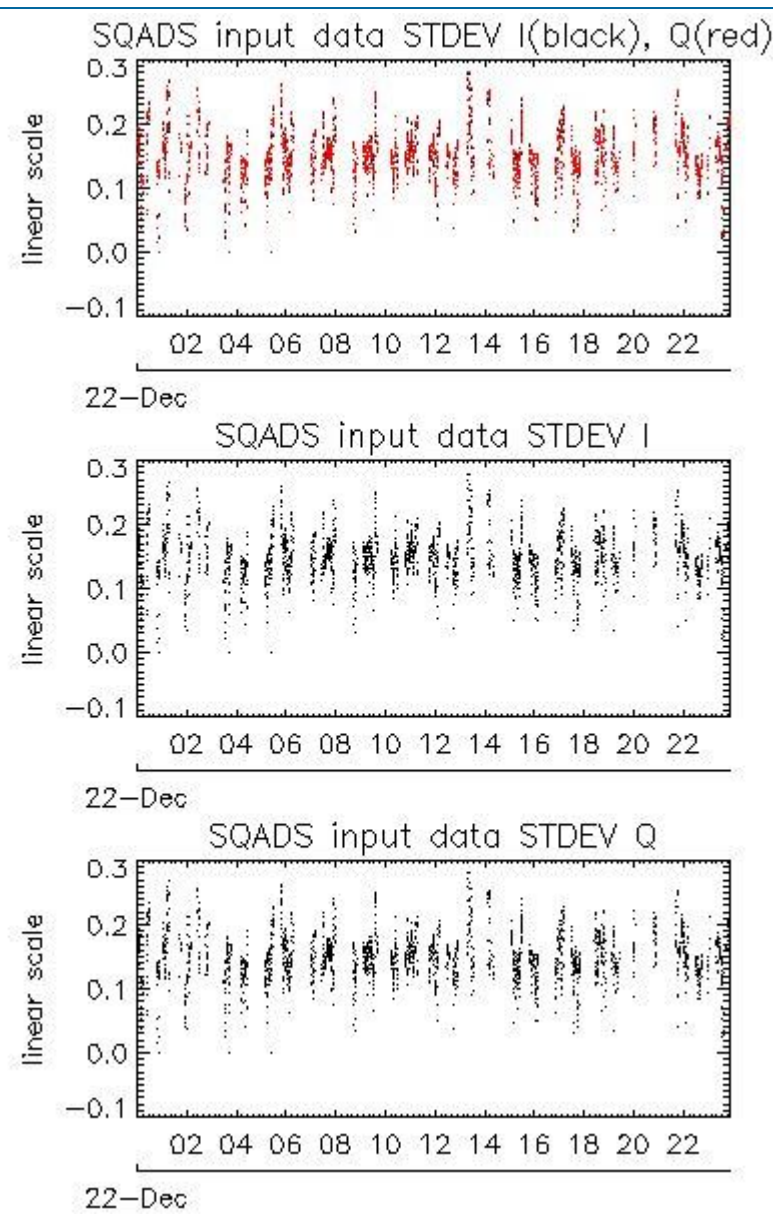 SQADS input data STDEV I(black), Q(red)
0.3
0.2
0.1
0.0
−0.1
linear scale
02 04 06 08 10 12 14 16 18 20 22
22−Dec
SQADS input data STDEV I
0.3
0.2
0.1
0.0
−0.1
linear scale
02 04 06 08 10 12 14 16 18 20 22
22−Dec
SQADS input data STDEV Q
0.3
0.2
0.1
0.0
−0.1
linear scale
02 04 06 08 10 12 14 16 18 20 22
22−Dec